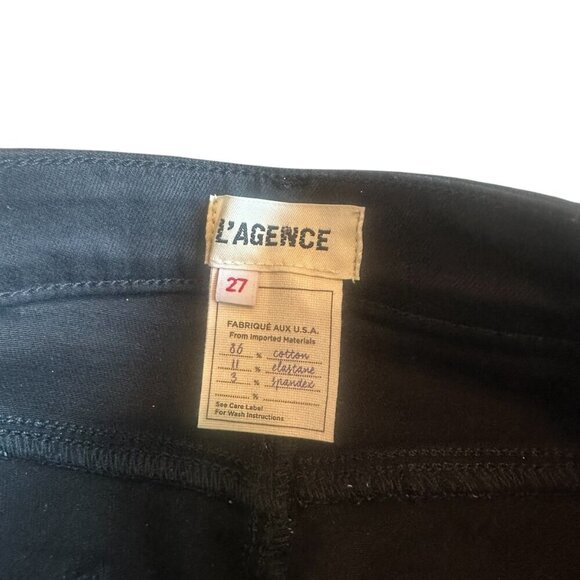 L'AGENCE
27
FABRIQUÉ AUX U.S.A.
From Imported Materials
86 % cotton
11 % elastane
3 % spandex
%
See Care Label
For Wash Instructions